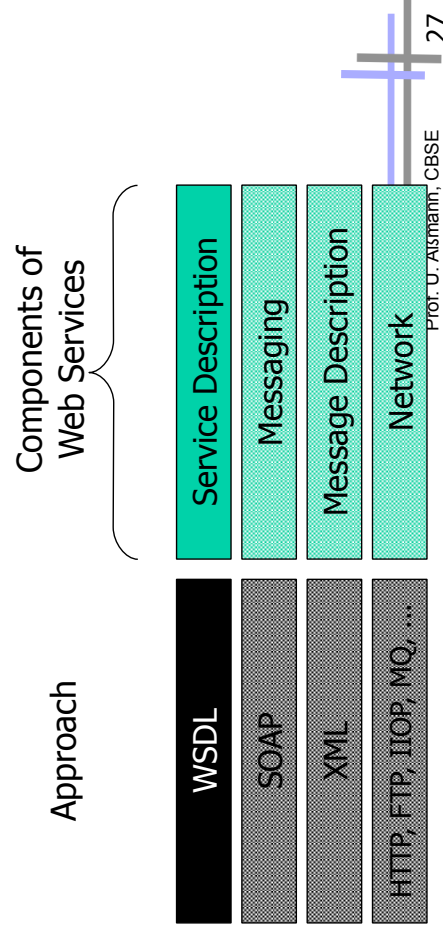 Approach
Components of
Web Services
WSDL
Service Description
SOAP
Messaging
XML
Message Description
HTTP, FTP, IIOP, MQ, ...
Network
Prof. U. Aßmann, CBSE
27